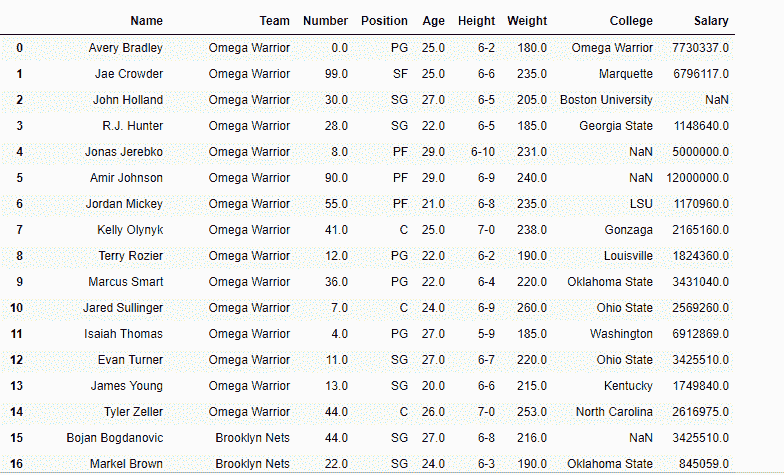 Name Team Number Position Age Height Weight College Salary
0 Avery Bradley Omega Warrior 0.0 PG 25.0 6-2 180.0 Omega Warrior 7730337.0
1 Jae Crowder Omega Warrior 99.0 SF 25.0 6-6 235.0 Marquette 6796117.0
2 John Holland Omega Warrior 30.0 SG 27.0 6-5 205.0 Boston University NaN
3 R.J. Hunter Omega Warrior 28.0 SG 22.0 6-5 185.0 Georgia State 1148640.0
4 Jonas Jerebko Omega Warrior 8.0 PF 29.0 6-10 231.0 NaN 5000000.0
5 Amir Johnson Omega Warrior 90.0 PF 29.0 6-9 240.0 NaN 12000000.0
6 Jordan Mickey Omega Warrior 55.0 PF 21.0 6-8 235.0 LSU 1170960.0
7 Kelly Olynyk Omega Warrior 41.0 C 25.0 7-0 238.0 Gonzaga 2165160.0
8 Terry Rozier Omega Warrior 12.0 PG 22.0 6-2 190.0 Louisville 1824360.0
9 Marcus Smart Omega Warrior 36.0 PG 22.0 6-4 220.0 Oklahoma State 3431040.0
10 Jared Sullinger Omega Warrior 7.0 C 24.0 6-9 260.0 Ohio State 2569260.0
11 Isaiah Thomas Omega Warrior 4.0 PG 27.0 5-9 185.0 Washington 6912869.0
12 Evan Turner Omega Warrior 11.0 SG 27.0 6-7 220.0 Ohio State 3425510.0
13 James Young Omega Warrior 13.0 SG 20.0 6-6 215.0 Kentucky 1749840.0
14 Tyler Zeller Omega Warrior 44.0 C 26.0 7-0 253.0 North Carolina 2616975.0
15 Bojan Bogdanovic Brooklyn Nets 44.0 SG 27.0 6-8 216.0 NaN 3425510.0
16 Markel Brown Brooklyn Nets 22.0 SG 24.0 6-3 190.0 Oklahoma State 845059.0